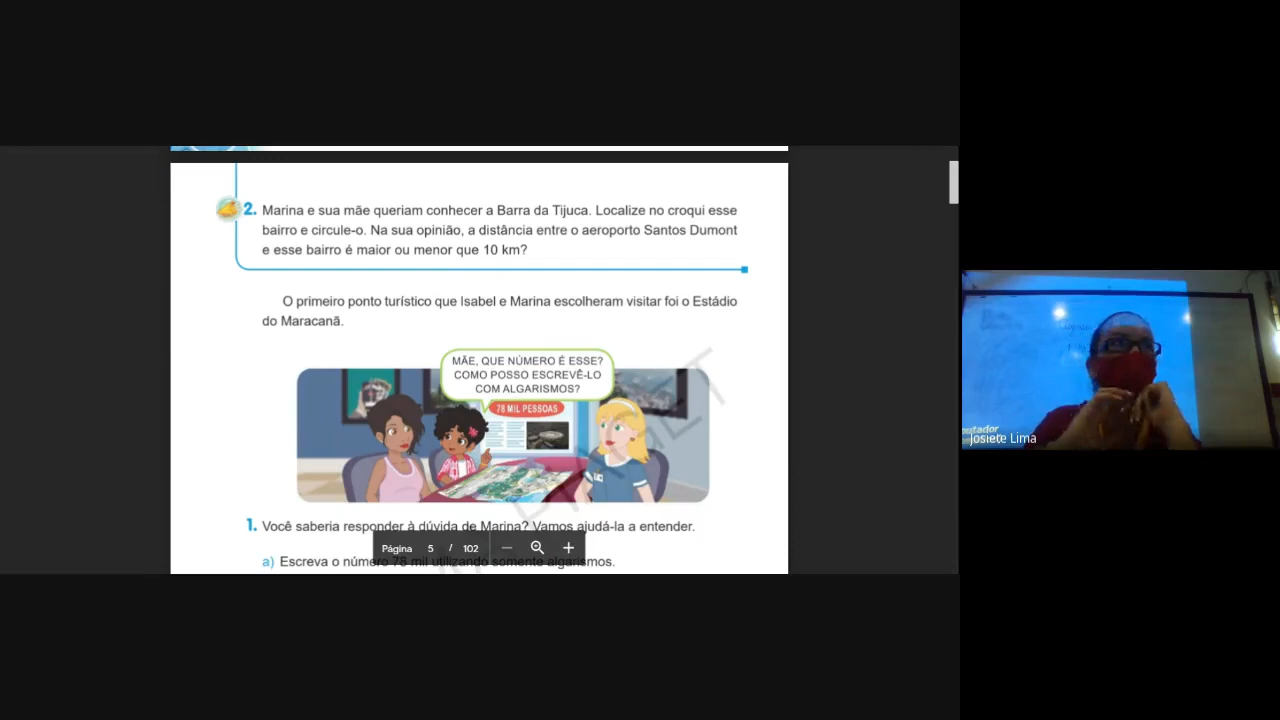 2. Marina e sua mãe queriam conhecer a Barra da Tijuca. Localize no croqui esse
bairro e circule-o. Na sua opinião, a distância entre o aeroporto Santos Dumont
e esse bairro é maior ou menor que 10 km?
O primeiro ponto turístico que Isabel e Marina escolheram visitar foi o Estádio
do Maracanã.
MÃE, QUE NÚMERO É ESSE?
COMO POSSO ESCREVÊ-LO
COM ALGARISMOS?
78 MIL PESSOAS
1. Você saberia responder à dúvida de Marina? Vamos ajudá-la a entender.
Página 5 / 102
a) Escreva o número 78 mil utilizando somente algarismos.
Josiete Lima